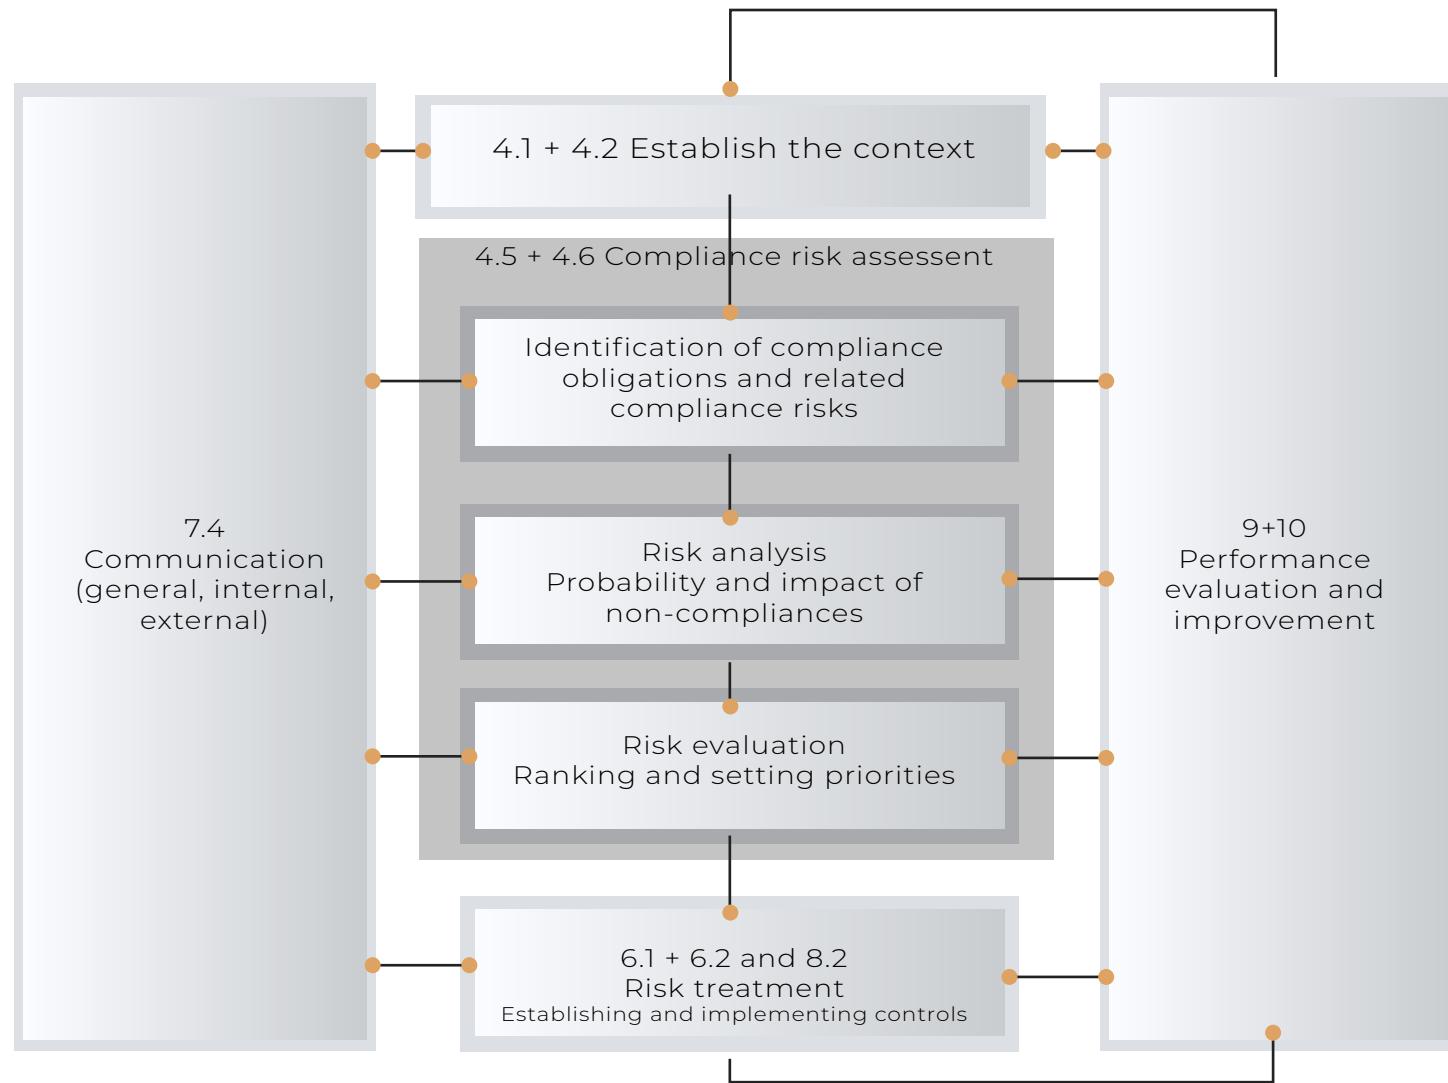 4.1 + 4.2 Establish the context
4.5 + 4.6 Compliance risk assessent
Identification of compliance
obligations and related
compliance risks
7.4
Communication
(general, internal,
external)
Risk analysis
Probability and impact of
non-compliances
9+10
Performance
evaluation and
improvement
Risk evaluation
Ranking and setting priorities
6.1 + 6.2 and 8.2
Risk treatment
Establishing and implementing controls